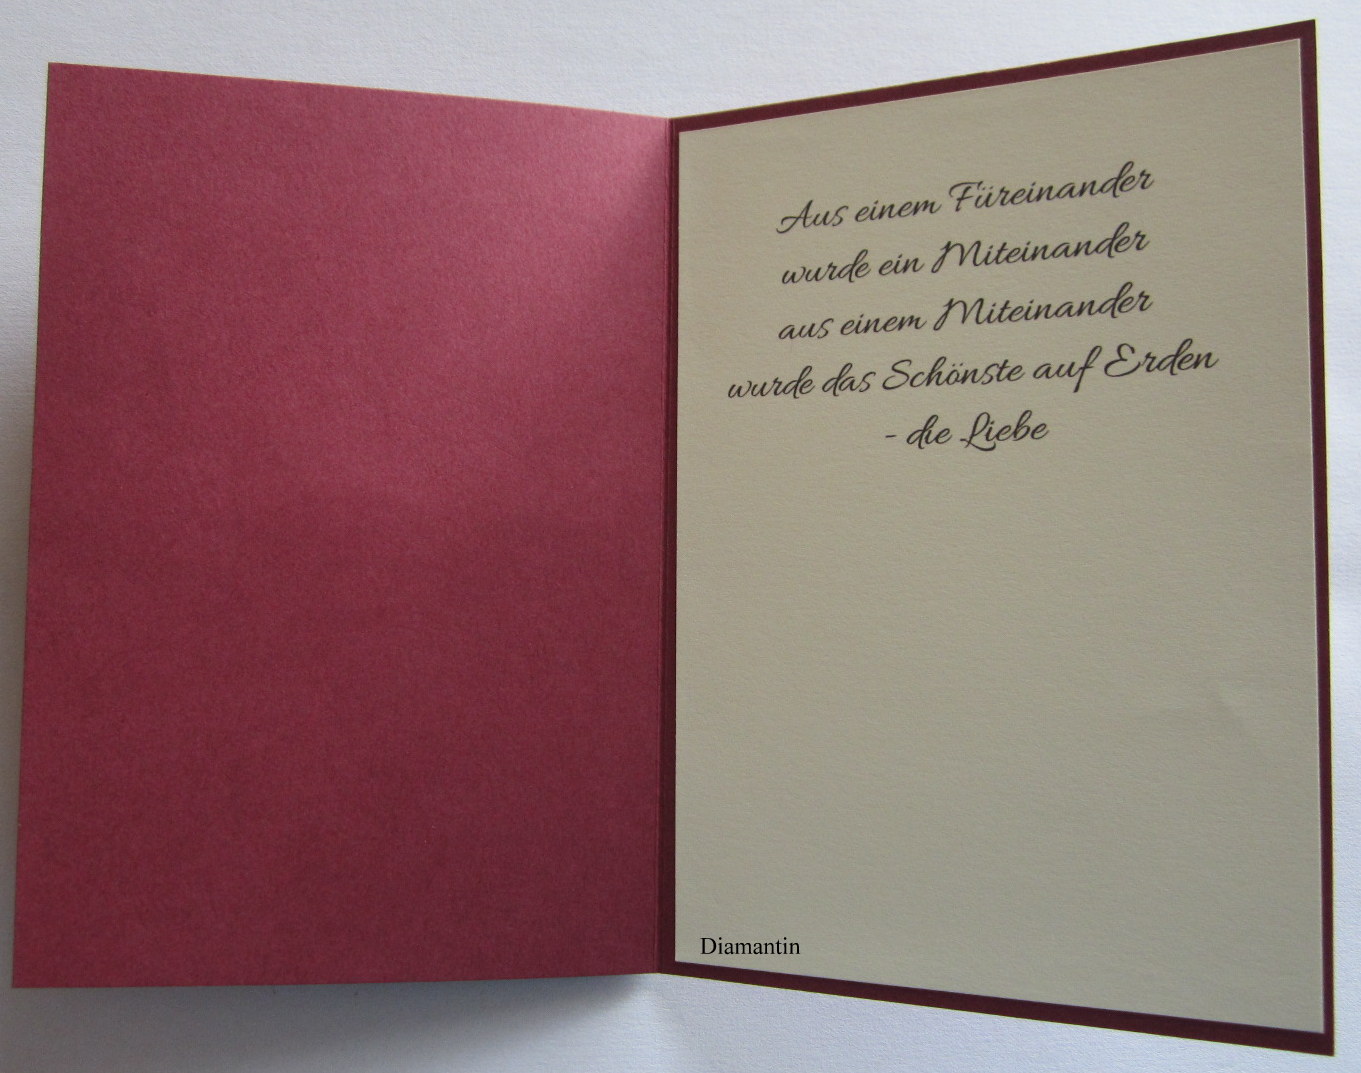 Aus einem Füreinander
wurde ein Miteinander
aus einem Miteinander
wurde das Schönste auf Erden
- die Liebe
Diamantin